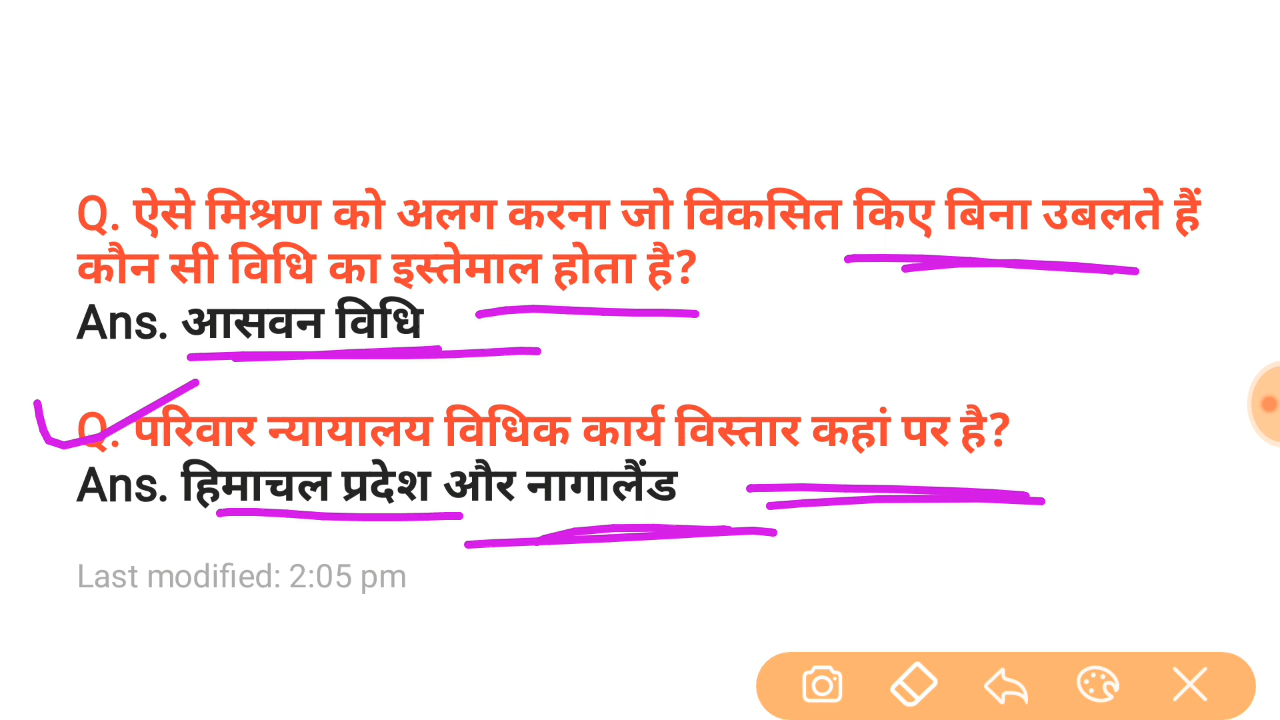 Q. ऐसे मिश्रण को अलग करना जो विकसित किए बिना उबलते हैं
कौन सी विधि का इस्तेमाल होता है?
Ans. आसवन विधि
Q. परिवार न्यायालय विधिक कार्य विस्तार कहां पर है?
Ans. हिमाचल प्रदेश और नागालैंड
Last modified: 2:05 pm